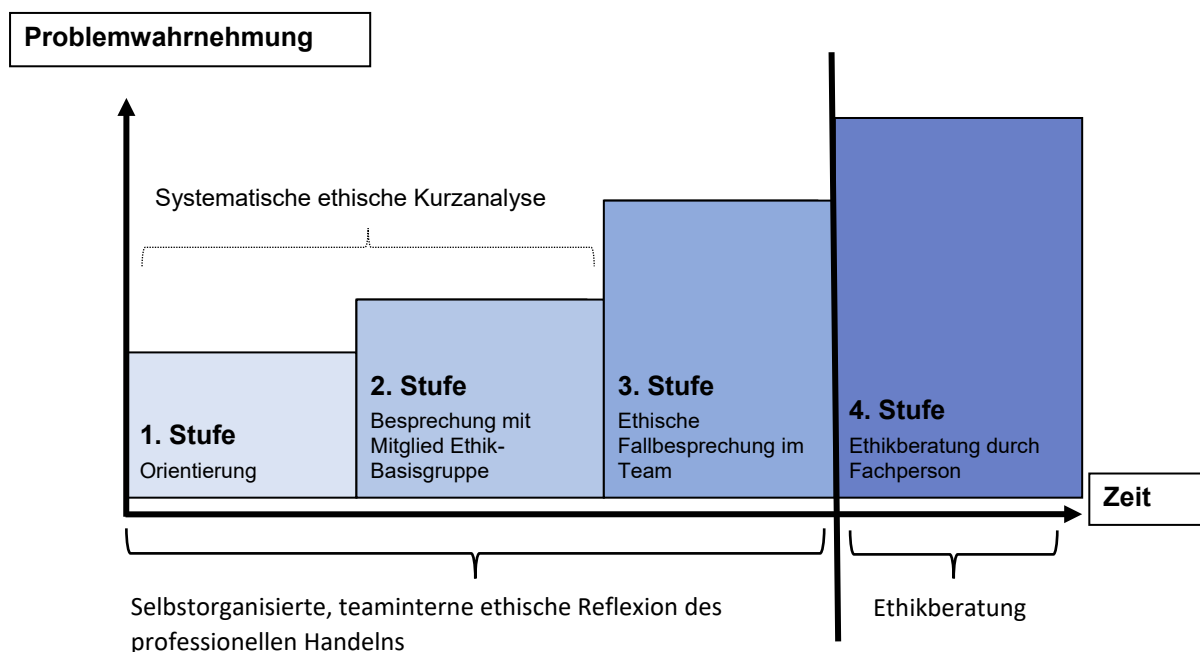 Problemwahrnehmung
Systematische ethische Kurzanalyse
1. Stufe
Orientierung
2. Stufe
Besprechung mit
Mitglied Ethik-
Basisgruppe
3. Stufe
Ethische
Fallbesprechung im
Team
4. Stufe
Ethikberatung durch
Fachperson
Zeit
Selbstorganisierte, teaminterne ethische Reflexion des
professionellen Handelns
Ethikberatung